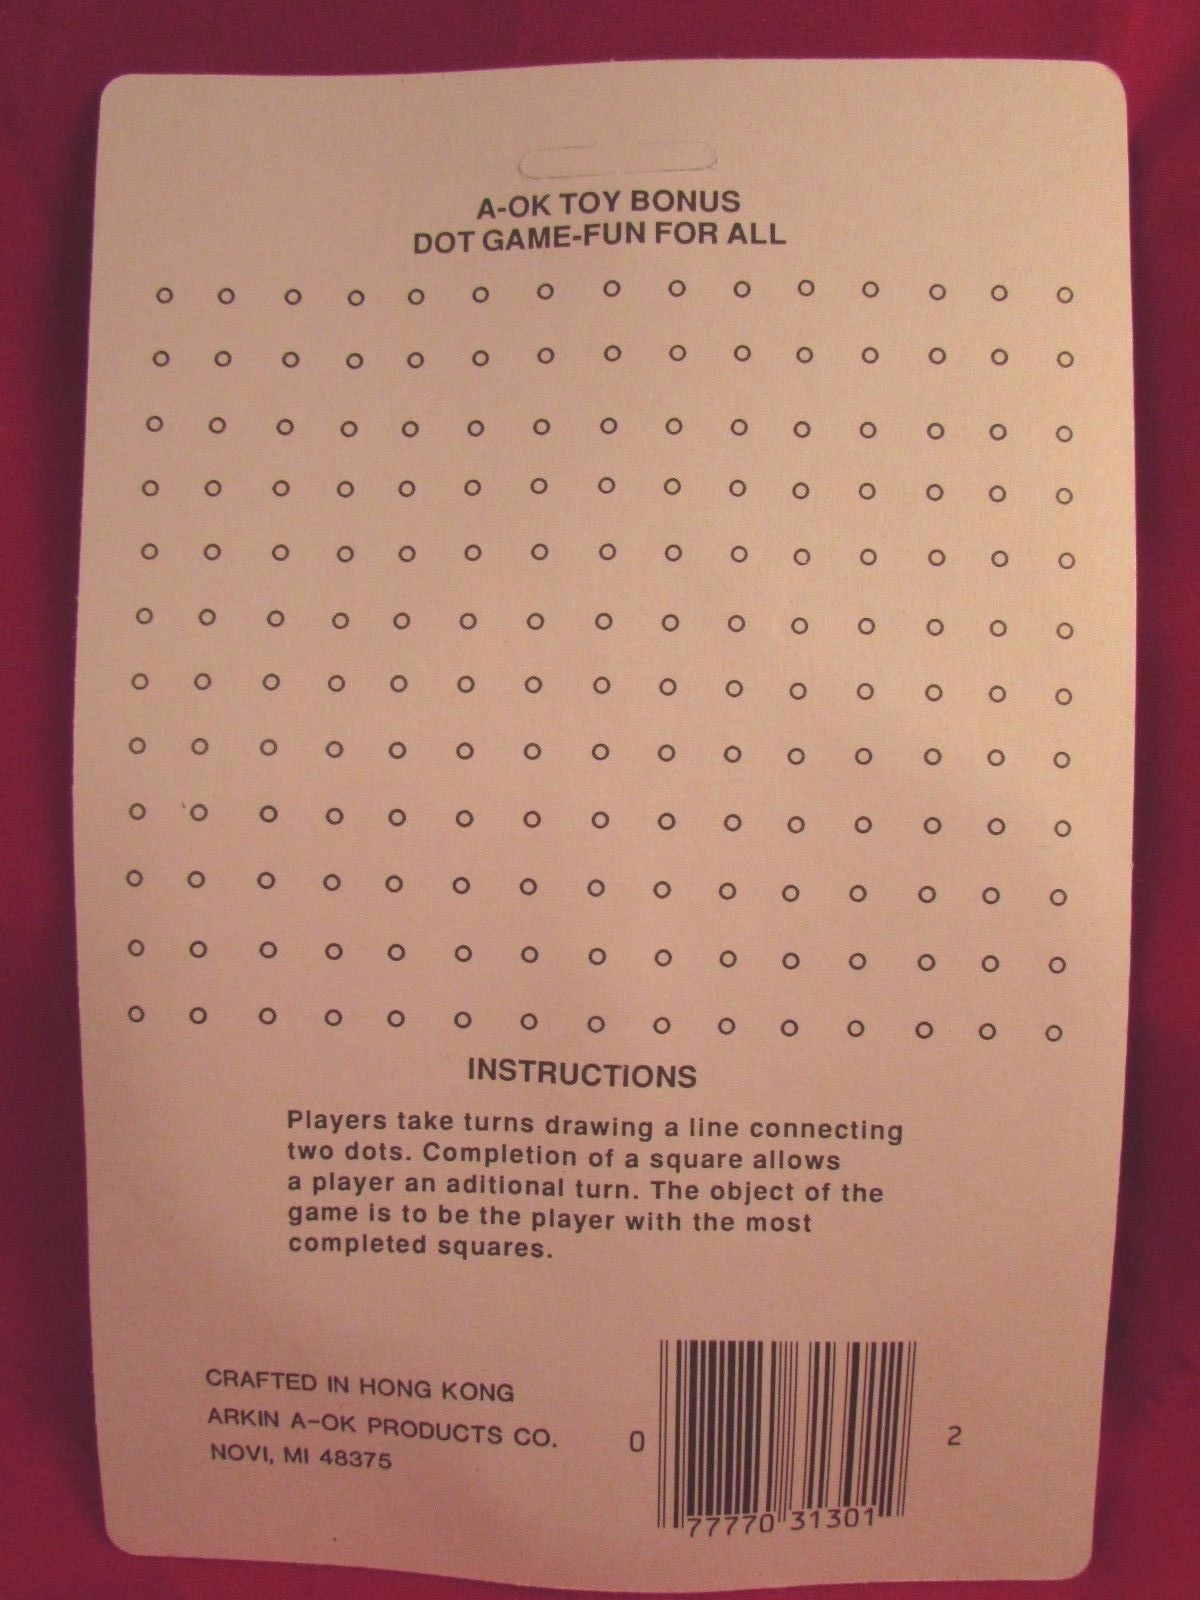 A-OK TOY BONUS
DOT GAME-FUN FOR ALL
INSTRUCTIONS
Players take turns drawing a line connecting
two dots. Completion of a square allows
a player an aditional turn. The object of the
game is to be the player with the most
completed squares.
CRAFTED IN HONG KONG
ARKIN A-OK PRODUCTS CO.
NOVI, MI 48375
0 77770 31301 2